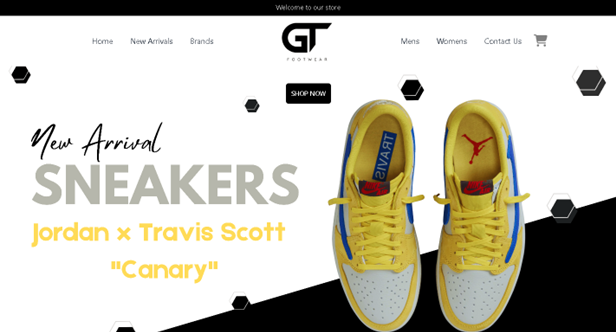 Welcome to our store
Home New Arrivals Brands
GT
FOOTWEAR
Mens Womens Contact Us
SHOP NOW
New Arrival
SNEAKERS
Jordan x Travis Scott
"Canary"
TRAVIS